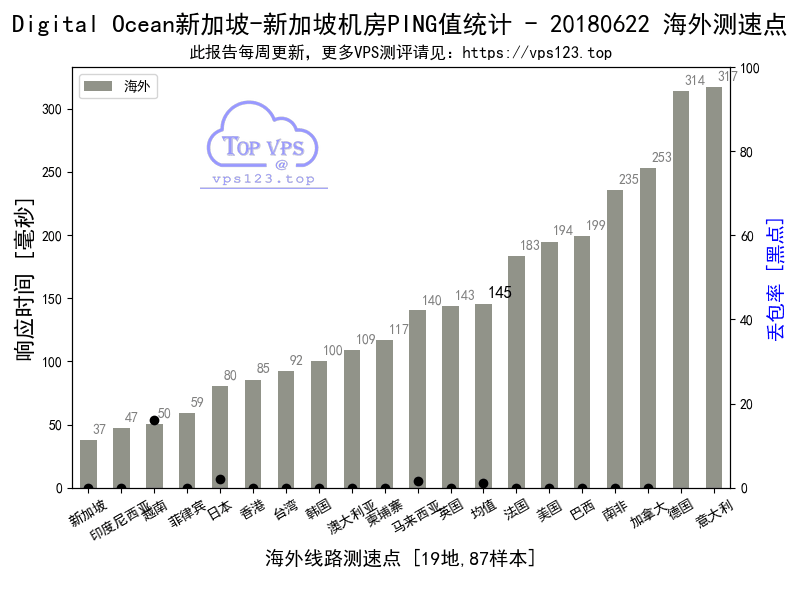 Digital Ocean新加坡-新加坡机房PING值统计 - 20180622 海外测速点
此报告每周更新，更多VPS测评请见：https://vps123.top
海外
TOP VPS
@
vps123.top
响应时间 [毫秒]
300
250
200
150
100
50
0
37
47
50
59
80
85
92
100
109
117
140
143
145
183
194
199
235
253
314
317
100
80
60
40
20
0
丢包率 [黑点]
新加坡
印度尼西亚
越南
菲律宾
日本
香港
台湾
韩国
澳大利亚
柬埔寨
马来西亚
英国
均值
法国
美国
巴西
南非
加拿大
德国
意大利
海外线路测速点 [19地,87样本]